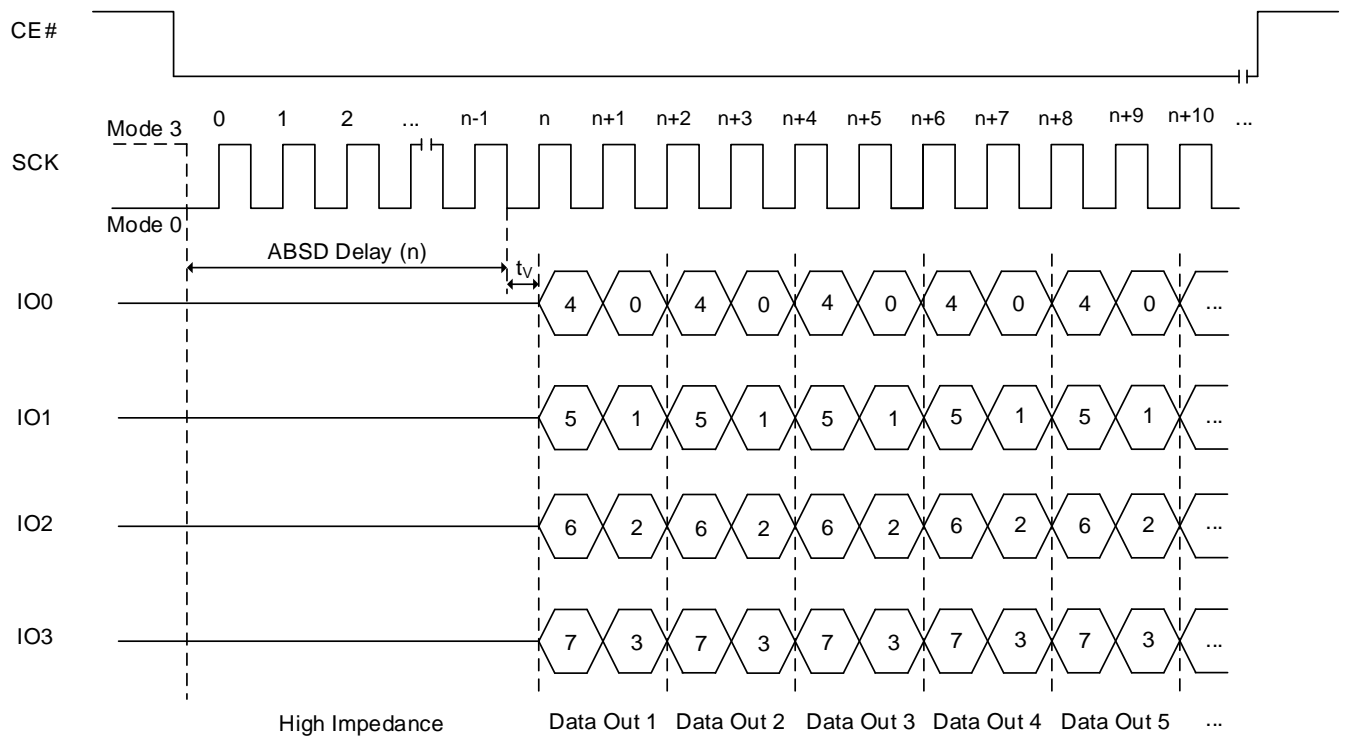 CE#
0 1 2 ... n-1 n n+1 n+2 n+3 n+4 n+5 n+6 n+7 n+8 n+9 n+10 ...
Mode 3
SCK
Mode 0
ABSD Delay (n)
tV
IO0 4 0 4 0 4 0 4 0 4 0 ...
IO1 5 1 5 1 5 1 5 1 5 1 ...
IO2 6 2 6 2 6 2 6 2 6 2 ...
IO3 7 3 7 3 7 3 7 3 7 3 ...
High Impedance Data Out 1 Data Out 2 Data Out 3 Data Out 4 Data Out 5 ...